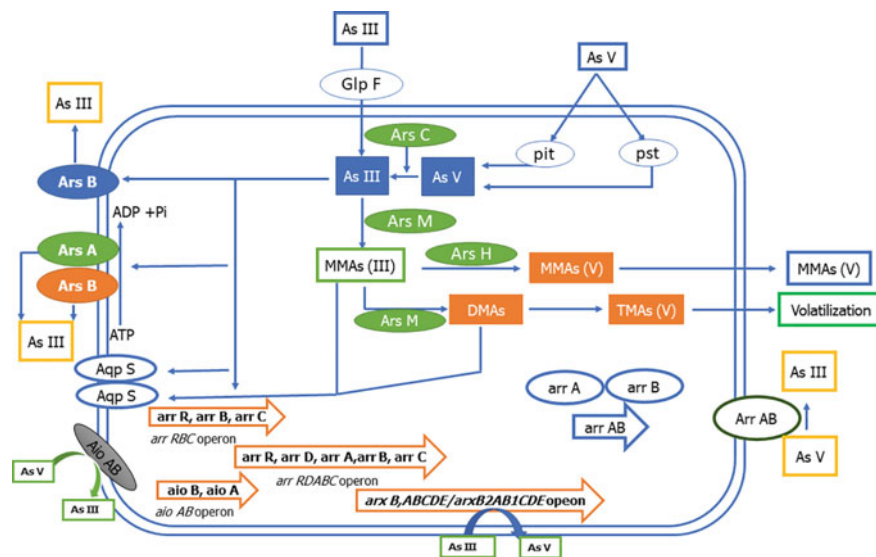 As III
As V
Glp F
As III
Ars C
pit
pst
Ars B
As III
As V
ADP +Pi
Ars M
Ars A
Ars H
MMAs (III)
MMAs (V)
MMAs (V)
Ars B
DMAs
TMAs (V)
Volatilization
Ars M
As III
ATP
Aqp S
As III
arr A
arr B
Aqp S
arr R, arr B, arr C
Arr AB
arr AB
arr RBC operon
Aio AB
arr R, arr D, arr A,arr B, arr C
As V
As V
arr RDABC operon
aio B, aio A
arx B,ABCDE/arxB2AB1CDE opeon
As III
aio AB operon
As III
As V